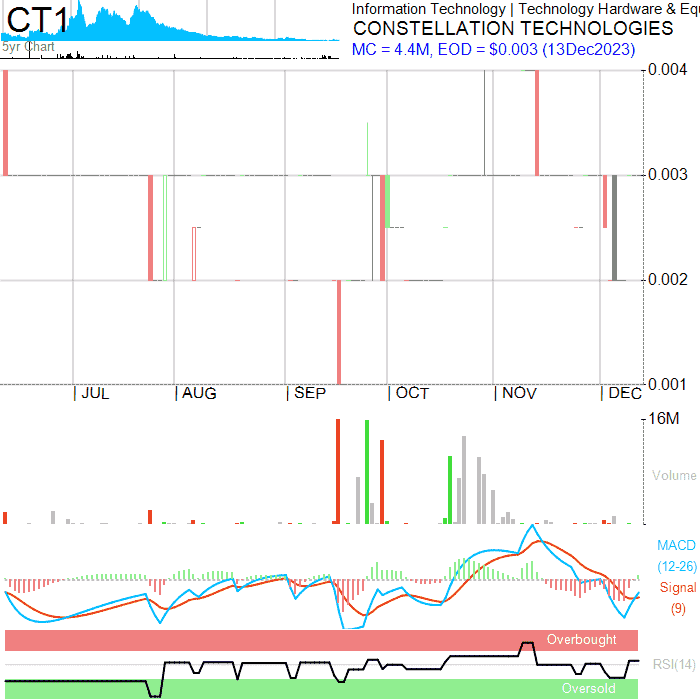 CT1
5yr Chart
Information Technology | Technology Hardware & Equ
CONSTELLATION TECHNOLOGIES
MC = 4.4M, EOD = $0.003 (13Dec2023)
0.004
0.003
0.002
0.001
| JUL | AUG | SEP | OCT | NOV | DEC
16M
Volume
MACD
(12-26)
Signal
(9)
Overbought
RSI(14)
Oversold